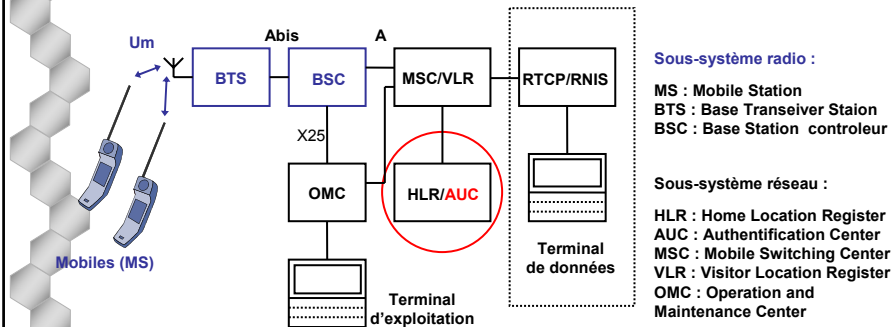 Um
Abis
A
BTS
BSC
MSC/VLR
RTCP/RNIS
X25
OMC
HLR/AUC
Mobiles (MS)
Terminal
d'exploitation
Terminal
de données
Sous-système radio :
MS : Mobile Station
BTS : Base Transeiver Staion
BSC : Base Station controleur
Sous-système réseau :
HLR : Home Location Register
AUC : Authentification Center
MSC : Mobile Switching Center
VLR : Visitor Location Register
OMC : Operation and
Maintenance Center